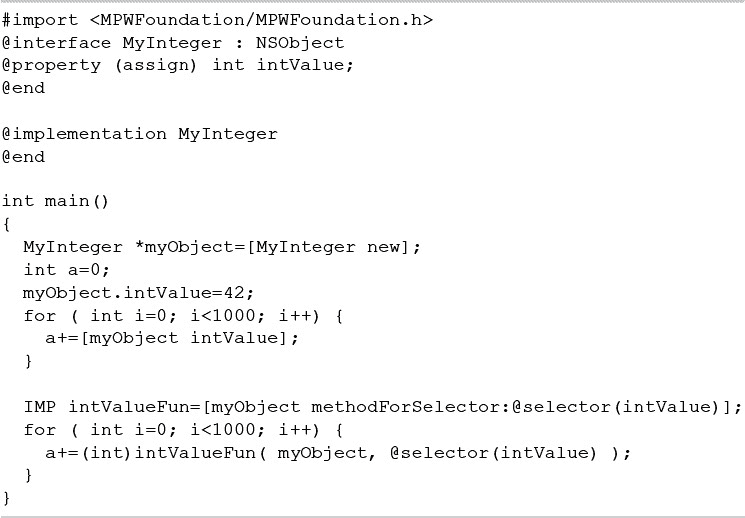 #import <MPWFoundation/MPWFoundation.h>
@interface MyInteger : NSObject
@property (assign) int intValue;
@end

@implementation MyInteger
@end

int main()
{
  MyInteger *myObject=[MyInteger new];
  int a=0;
  myObject.intValue=42;
  for ( int i=0; i<1000; i++) {
    a+=[myObject intValue];
  }

  IMP intValueFun=[myObject methodForSelector:@selector(intValue)];
  for ( int i=0; i<1000; i++) {
    a+=(int)intValueFun( myObject, @selector(intValue) );
  }
}